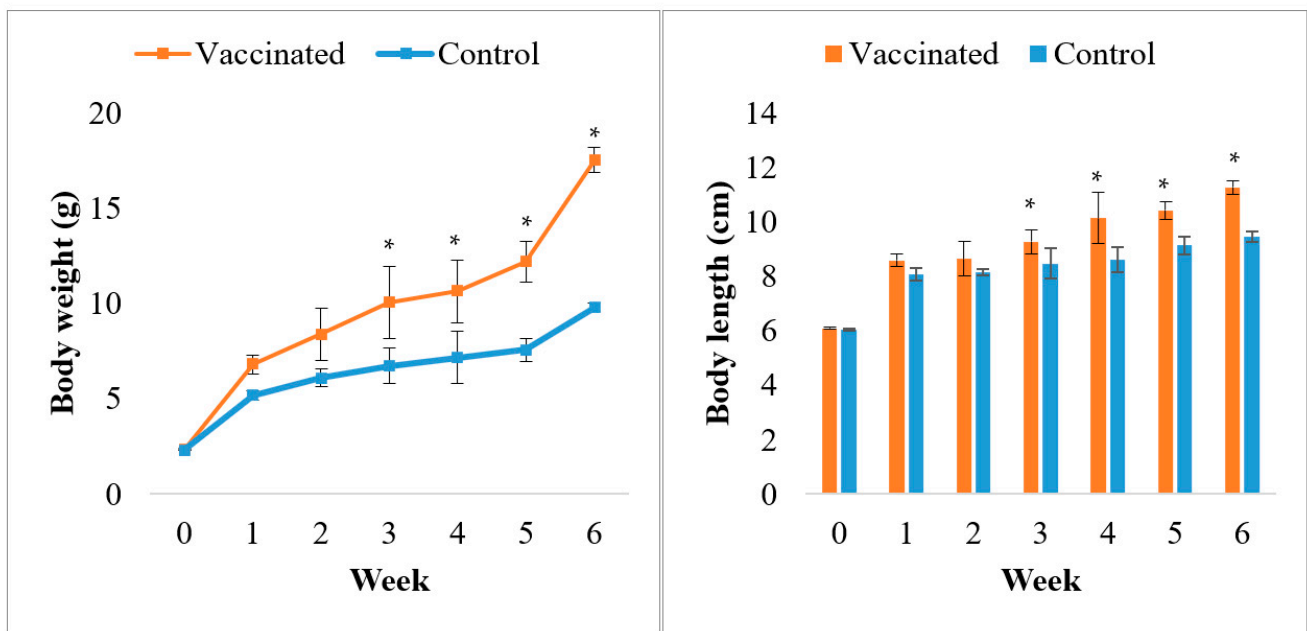 Vaccinated Control
20
15
10
5
0
Body weight (g)
* * * *
0 1 2 3 4 5 6
Week
Vaccinated Control
14
12
10
8
6
4
2
0
Body length (cm)
* * * *
0 1 2 3 4 5 6
Week